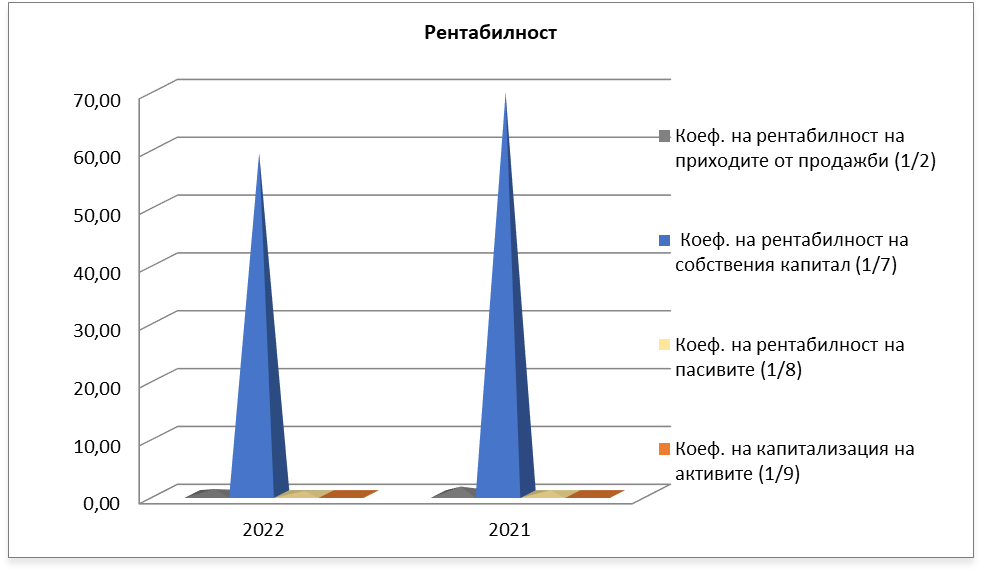 Рентабилност
70,00
60,00
50,00
40,00
30,00
20,00
10,00
0,00
2022
2021
Коеф. на рентабилност на
приходите от продажби (1/2)
Коеф. на рентабилност на
собствения капитал (1/7)
Коеф. на рентабилност на
пасивите (1/8)
Коеф. на капитализация на
активите (1/9)